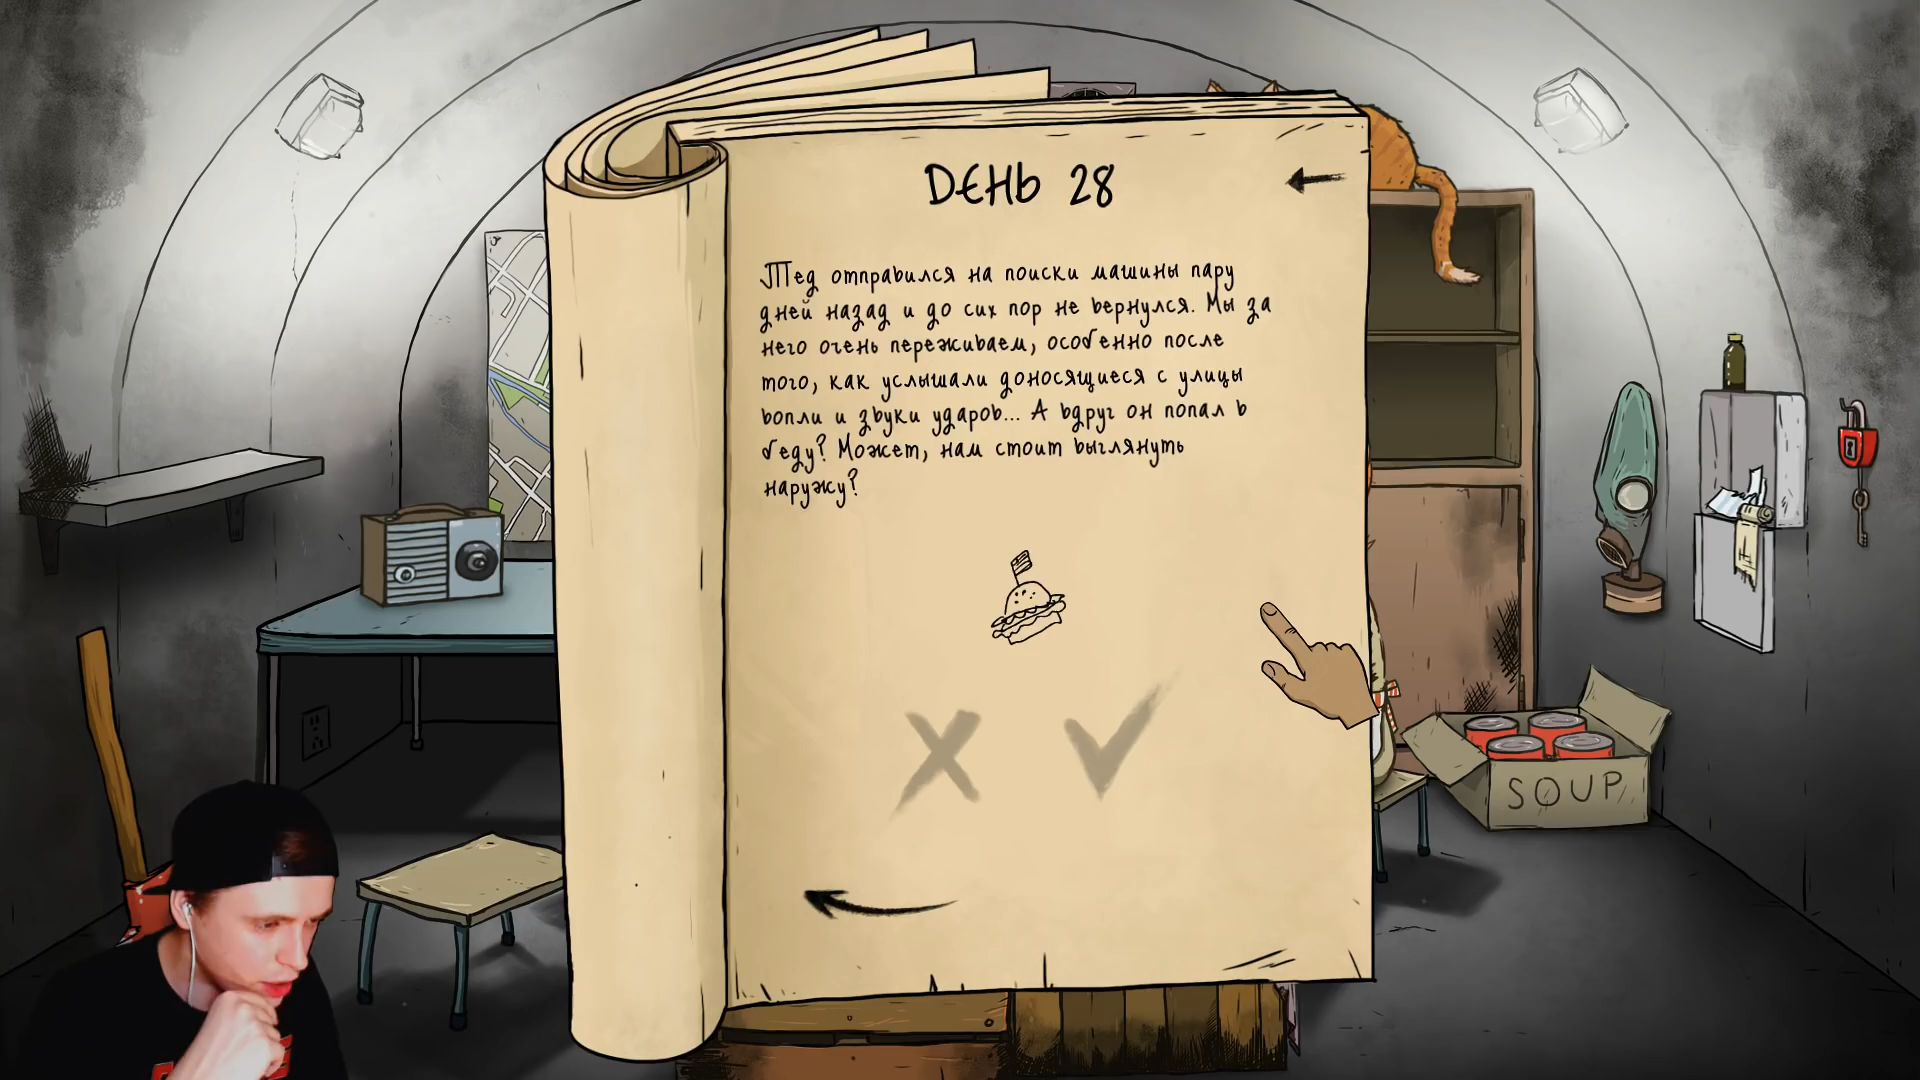 ДЕНЬ 28
Тед отправился на поиски машины пару
дней назад и до сих пор не вернулся. Мы за
него очень переживаем, особенно после
того, как услышали доносящиеся с улицы
вопли и звуки ударов... А вдруг он попал в
беду? Может, нам стоит выглянуть
наружу?
SOUP